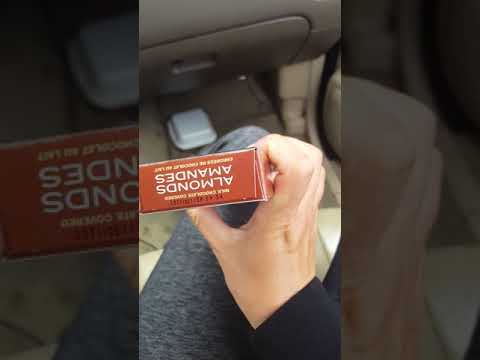 MILK CHOCOLATE COVERED
ALMONDS
AMANDES
ENROBÉES DE CHOCOLAT AU LAIT